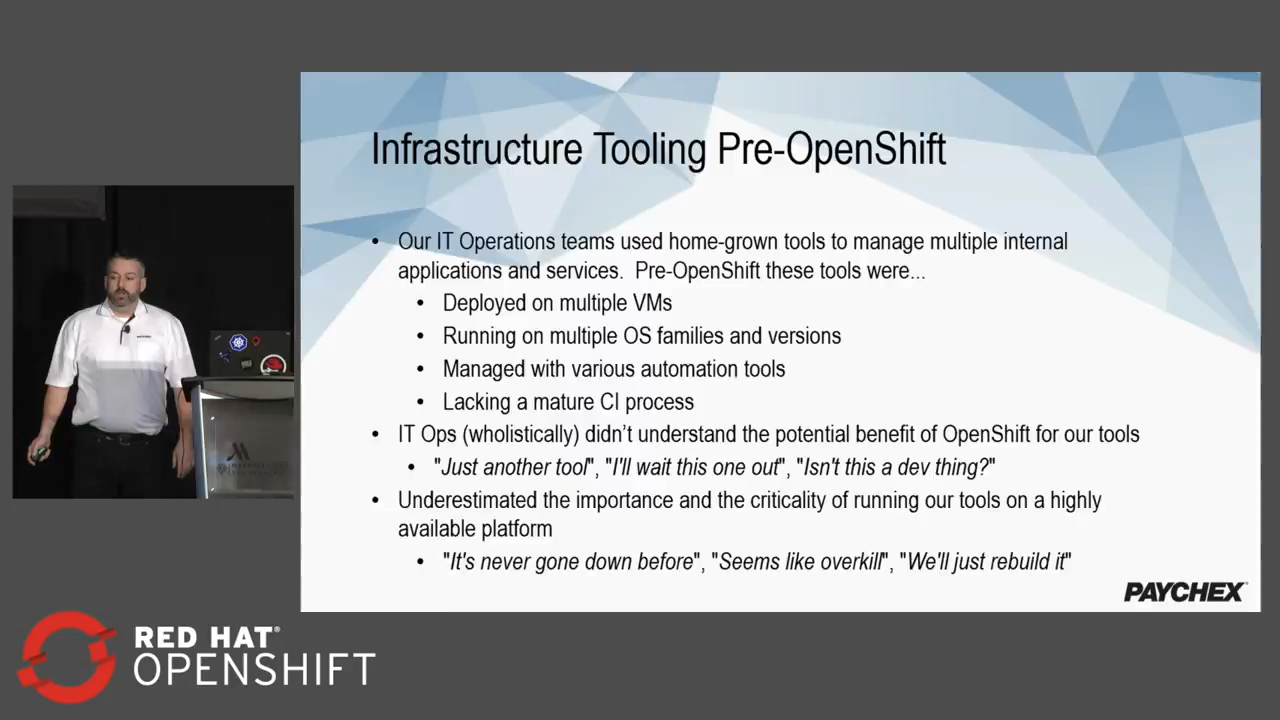 Infrastructure Tooling Pre-OpenShift
• Our IT Operations teams used home-grown tools to manage multiple internal
applications and services.  Pre-OpenShift these tools were...
• Deployed on multiple VMs
• Running on multiple OS families and versions
• Managed with various automation tools
• Lacking a mature CI process
• IT Ops (wholistically) didn't understand the potential benefit of OpenShift for our tools
• "Just another tool", "I'll wait this one out", "Isn't this a dev thing?"
• Underestimated the importance and the criticality of running our tools on a highly
available platform
• "It's never gone down before", "Seems like overkill", "We'll just rebuild it"
PAYCHEX®
RED HAT®
OPENSHIFT